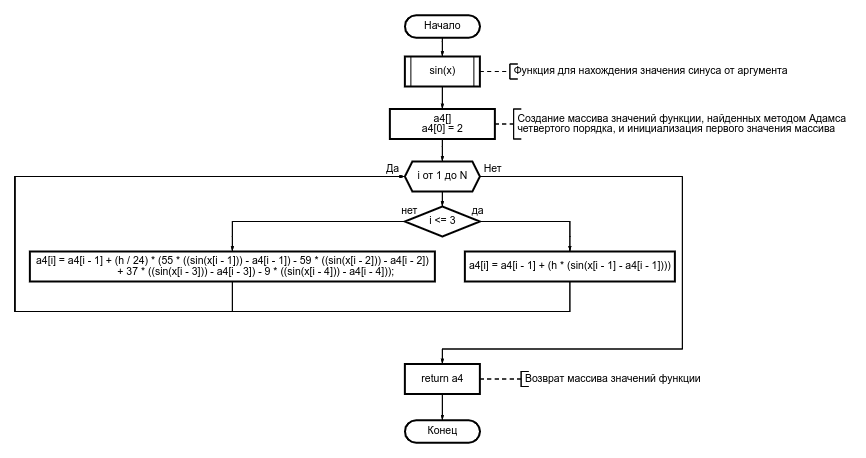 Начало
sin(x)
Функция для нахождения значения синуса от аргумента
a4[]
a4[0] = 2
Создание массива значений функции, найденных методом Адамса
четвертого порядка, и инициализация первого значения массива
Да
i от 1 до N
Нет
нет
i <= 3
да
a4[i] = a4[i - 1] + (h / 24) * (55 * ((sin(x[i - 1])) - a4[i - 1]) - 59 * ((sin(x[i - 2])) - a4[i - 2])
+ 37 * ((sin(x[i - 3])) - a4[i - 3]) - 9 * ((sin(x[i - 4])) - a4[i - 4]));
a4[i] = a4[i - 1] + (h * (sin(x[i - 1] - a4[i - 1])))
return a4
Возврат массива значений функции
Конец